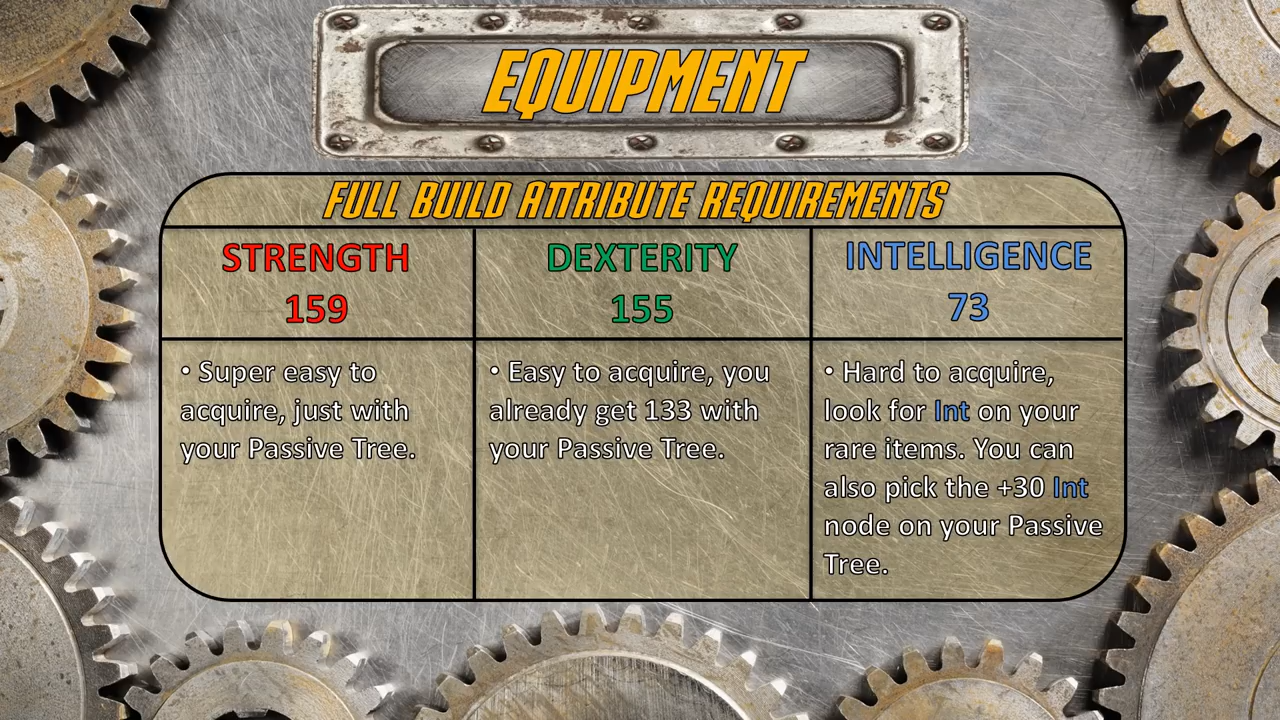 EQUIPMENT
FULL BUILD ATTRIBUTE REQUIREMENTS
STRENGTH
159
DEXTERITY
155
INTELLIGENCE
73
• Super easy to
acquire, just with
your Passive Tree.
• Easy to acquire, you
already get 133 with
your Passive Tree.
• Hard to acquire,
look for Int on your
rare items. You can
also pick the +30 Int
node on your Passive
Tree.